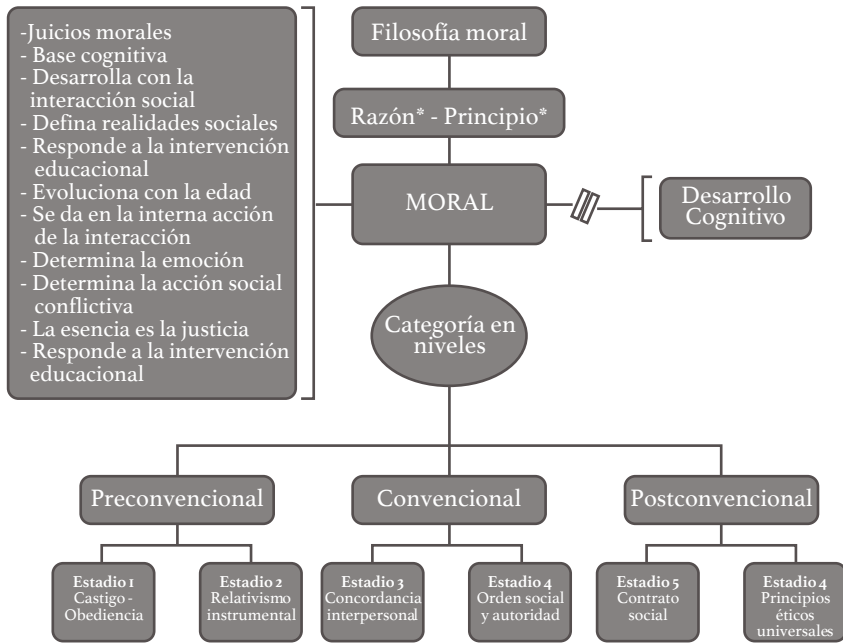 -Juicios morales
- Base cognitiva
- Desarrolla con la
interacción social
- Defina realidades sociales
- Responde a la intervención
educacional
- Evoluciona con la edad
- Se da en la interna acción
de la interacción
- Determina la emoción
- Determina la acción social
conflictiva
- La esencia es la justicia
- Responde a la intervención
educacional
Filosofía moral
Razón* - Principio*
MORAL
Desarrollo
Cognitivo
Categoría en
niveles
Preconvencional
Convencional
Postconvencional
Estadio 1
Castigo -
Obediencia
Estadio 2
Relativismo
instrumental
Estadio 3
Concordancia
interpersonal
Estadio 4
Orden social
y autoridad
Estadio 5
Contrato
social
Estadio 4
Principios
éticos
universales